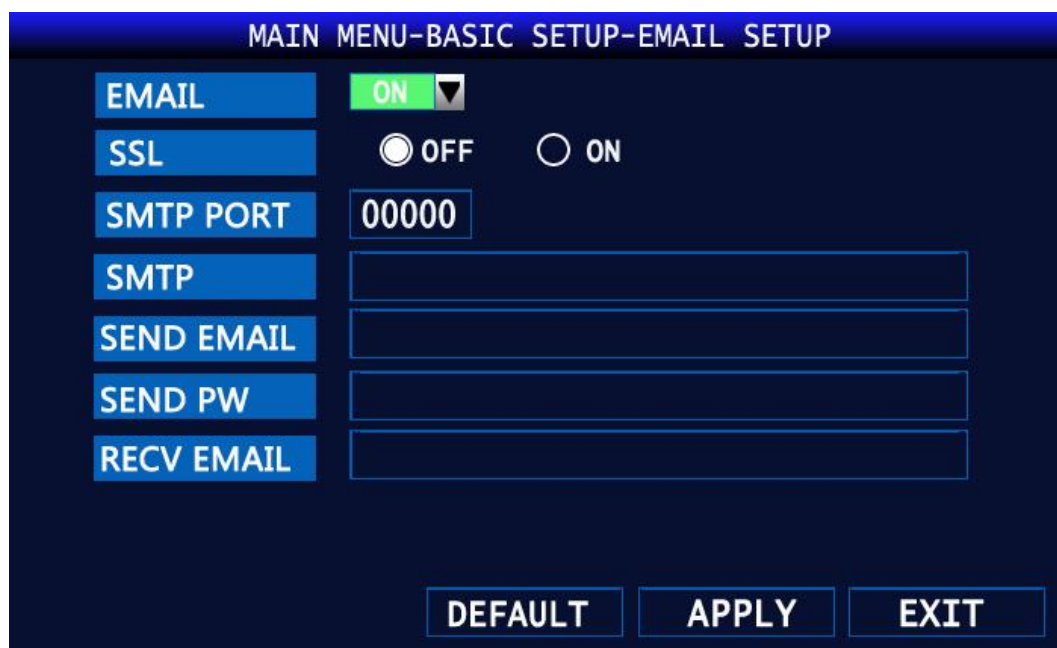 MAIN MENU-BASIC SETUP-EMAIL SETUP
EMAIL ON
SSL OFF ON
SMTP PORT 00000
SMTP
SEND EMAIL
SEND PW
RECV EMAIL
DEFAULT APPLY EXIT